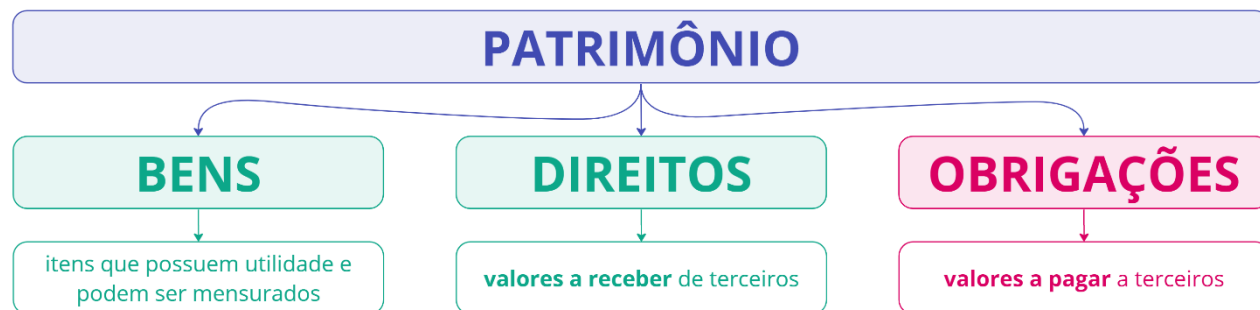 PATRIMÔNIO
BENS
DIREITOS
OBRIGAÇÕES
itens que possuem utilidade e
podem ser mensurados
valores a receber de terceiros
valores a pagar a terceiros